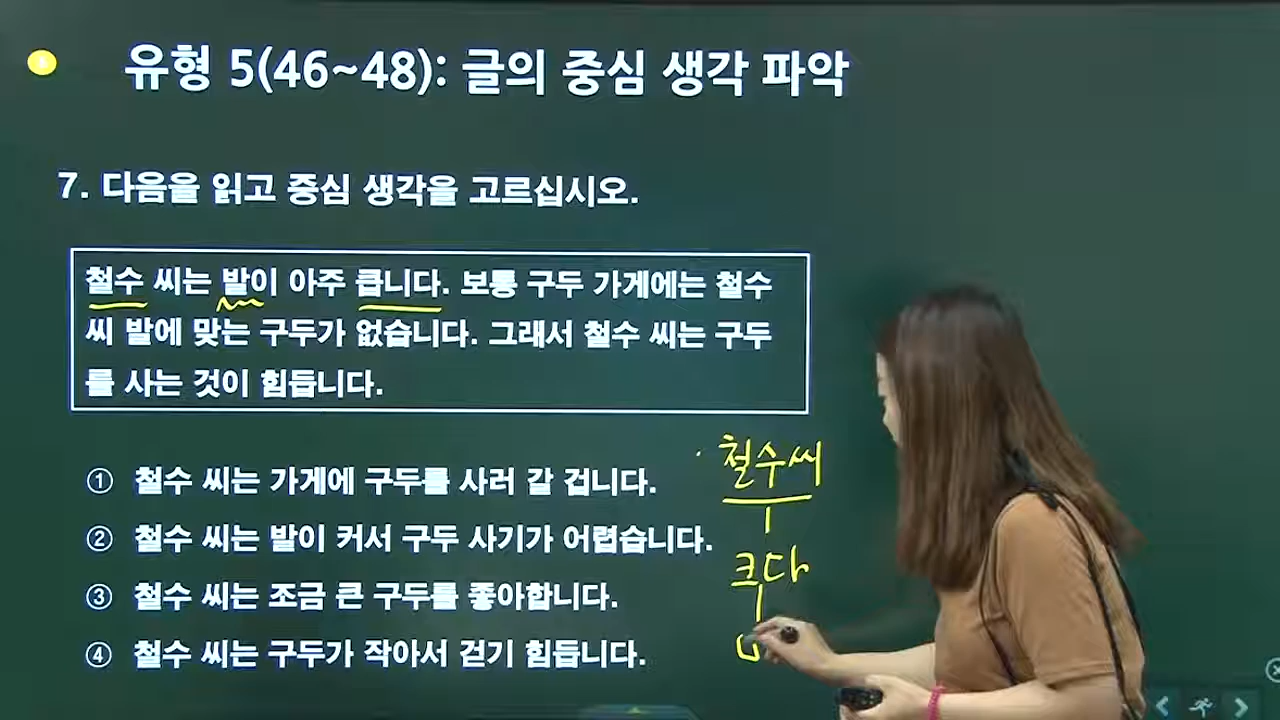 유형 5(46~48): 글의 중심 생각 파악
7. 다음을 읽고 중심 생각을 고르십시오.
철수 씨는 발이 아주 큽니다. 보통 구두 가게에는 철수
씨 발에 맞는 구두가 없습니다. 그래서 철수 씨는 구두
를 사는 것이 힘듭니다.
① 철수 씨는 가게에 구두를 사러 갈 겁니다.
② 철수 씨는 발이 커서 구두 사기가 어렵습니다.
③ 철수 씨는 조금 큰 구두를 좋아합니다.
④ 철수 씨는 구두가 작아서 걷기 힘듭니다.
철수씨
크다